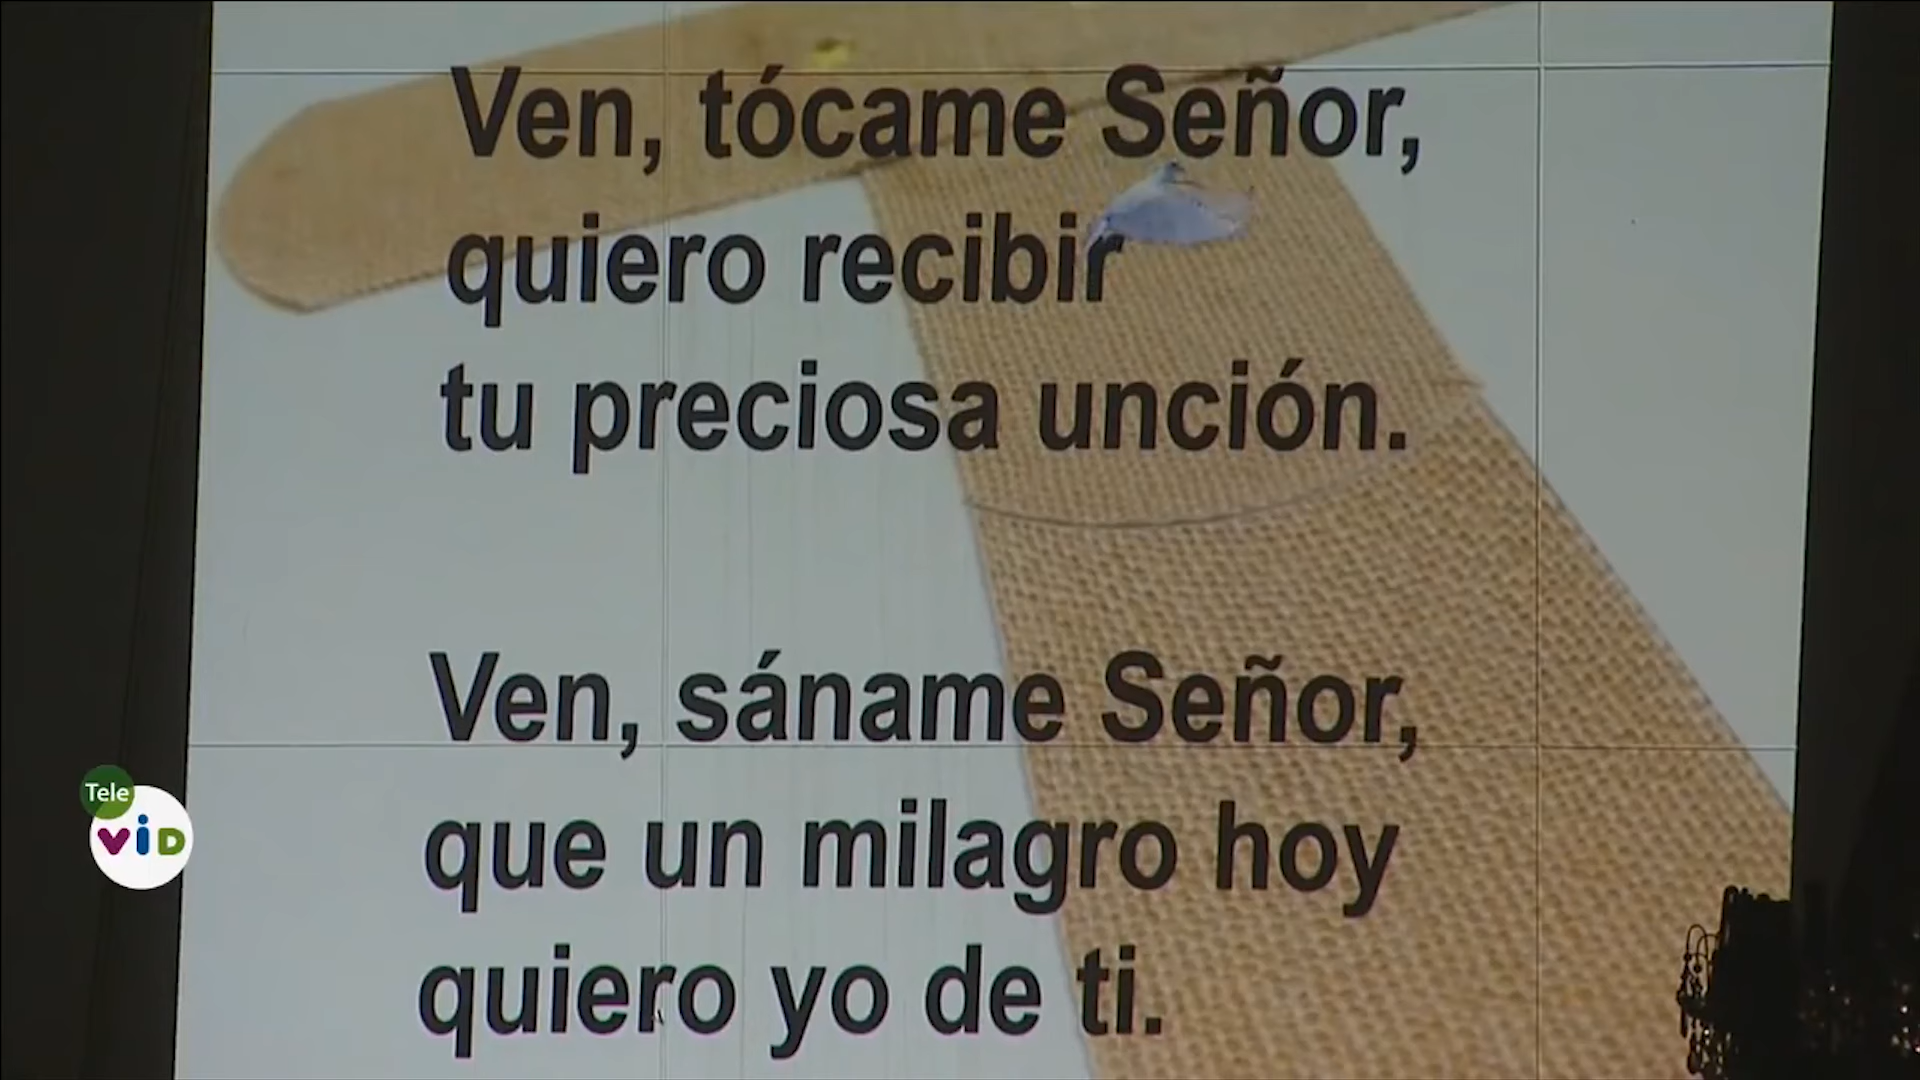 Ven, tócame Señor,
quiero recibir
tu preciosa unción.
Ven, sáname Señor,
que un milagro hoy
quiero yo de ti.
Tele
ViD